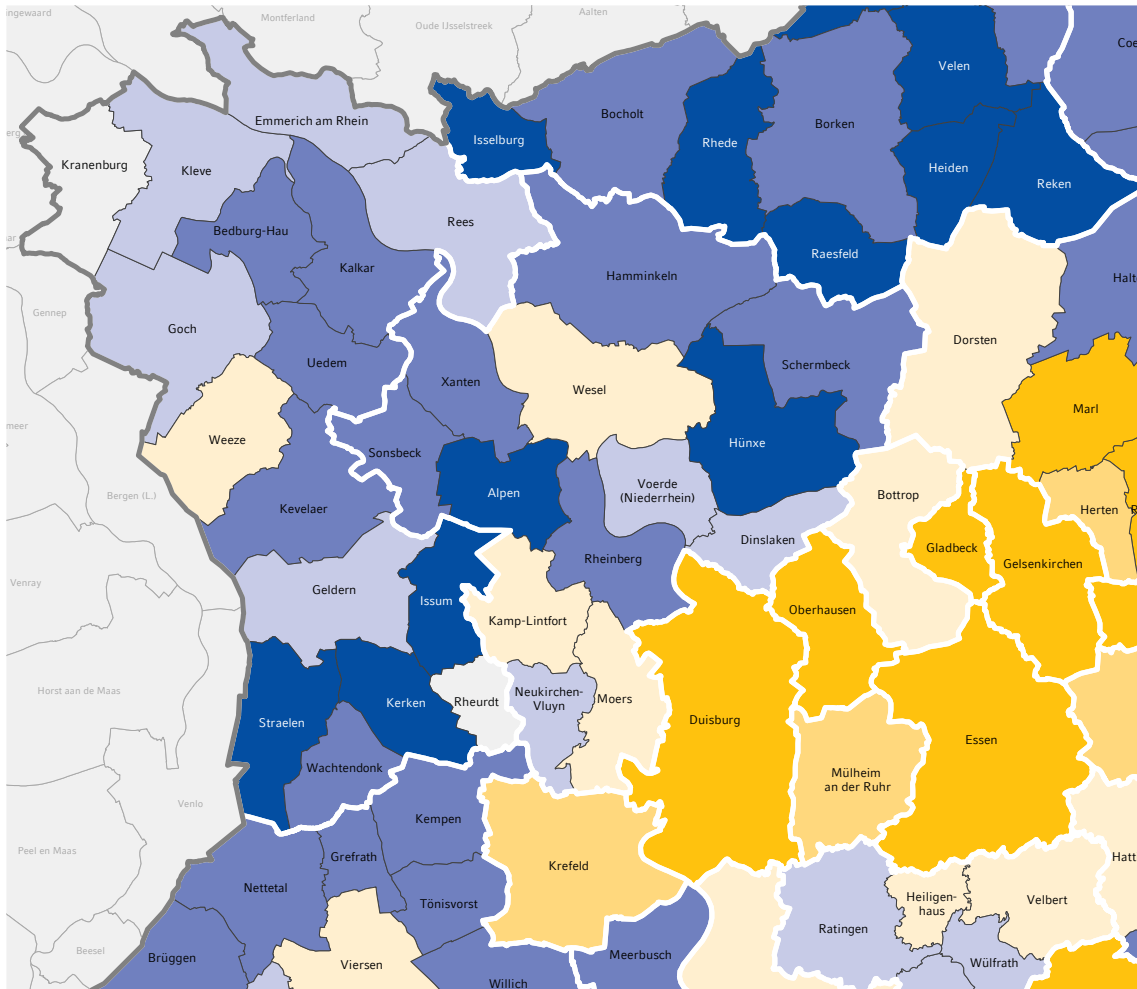 Montferland
Aalten
Oude IJsselstreek
Coe
Velen
Bocholt
Emmerich am Rhein
Borken
Isselburg
Rhede
Kranenburg
Kleve
Heiden
Reken
Rees
Bedburg-Hau
Raesfeld
Kalkar
Hamminkeln
Halte
Gennep
Goch
Dorsten
Uedem
Schermbeck
Xanten
Wesel
Marl
meer
Weeze
Hünxe
Sonsbeck
Voerde
(Niederrhein)
Alpen
Bergen (L.)
Bottrop
Kevelaer
Herten
Dinslaken
Gladbeck
Rheinberg
Gelsenkirchen
Venray
Geldern
Issum
Oberhausen
Kamp-Lintfort
Horst aan de Maas
Neukirchen-
Vluyn
Rheurdt
Moers
Kerken
Straelen
Duisburg
Essen
Wachtendonk
Mülheim
an der Ruhr
Venlo
Kempen
Peel en Maas
Grefrath
Hatt
Krefeld
Nettetal
Heiligen-
haus
Velbert
Tönisvorst
Ratingen
Beesel
Brüggen
Meerbusch
Viersen
Wülfrath
Willich